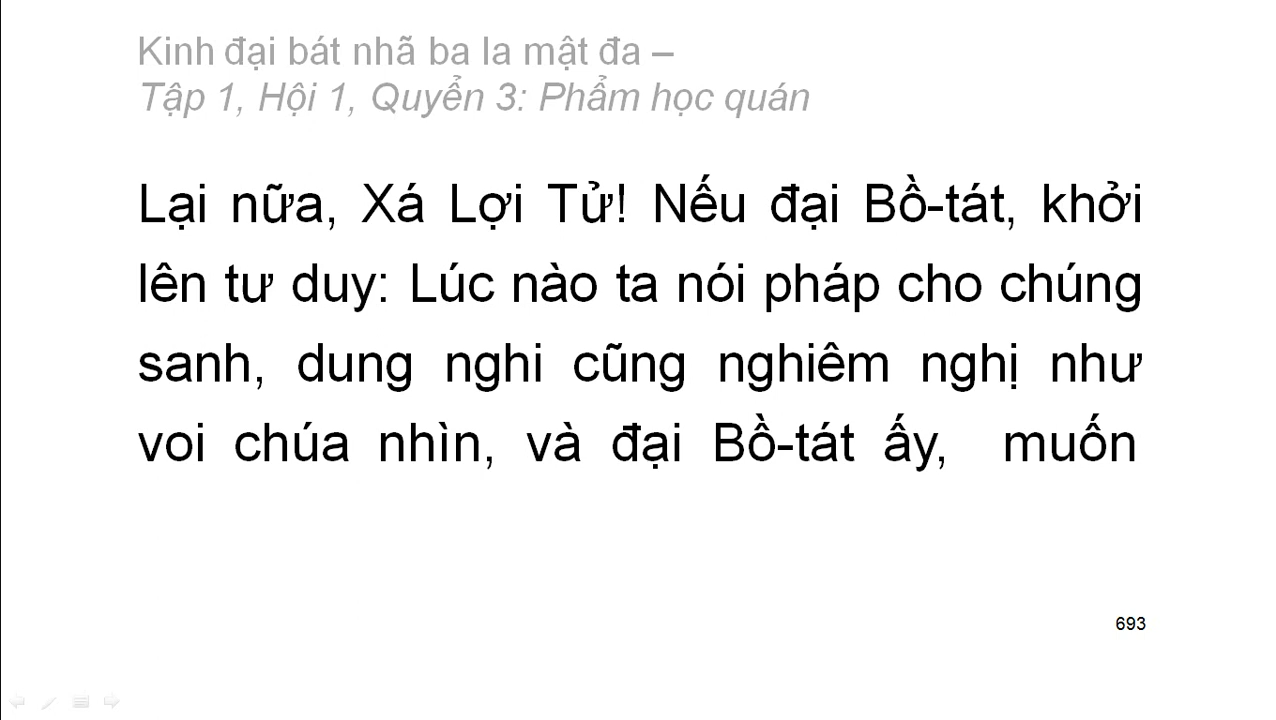 Kinh đại bát nhã ba la mật đa –
Tập 1, Hội 1, Quyển 3: Phẩm học quán
Lại nữa, Xá Lợi Tử! Nếu đại Bồ-tát, khởi
lên tư duy: Lúc nào ta nói pháp cho chúng
sanh, dung nghi cũng nghiêm nghị như
voi chúa nhìn, và đại Bồ-tát ấy, muốn
693